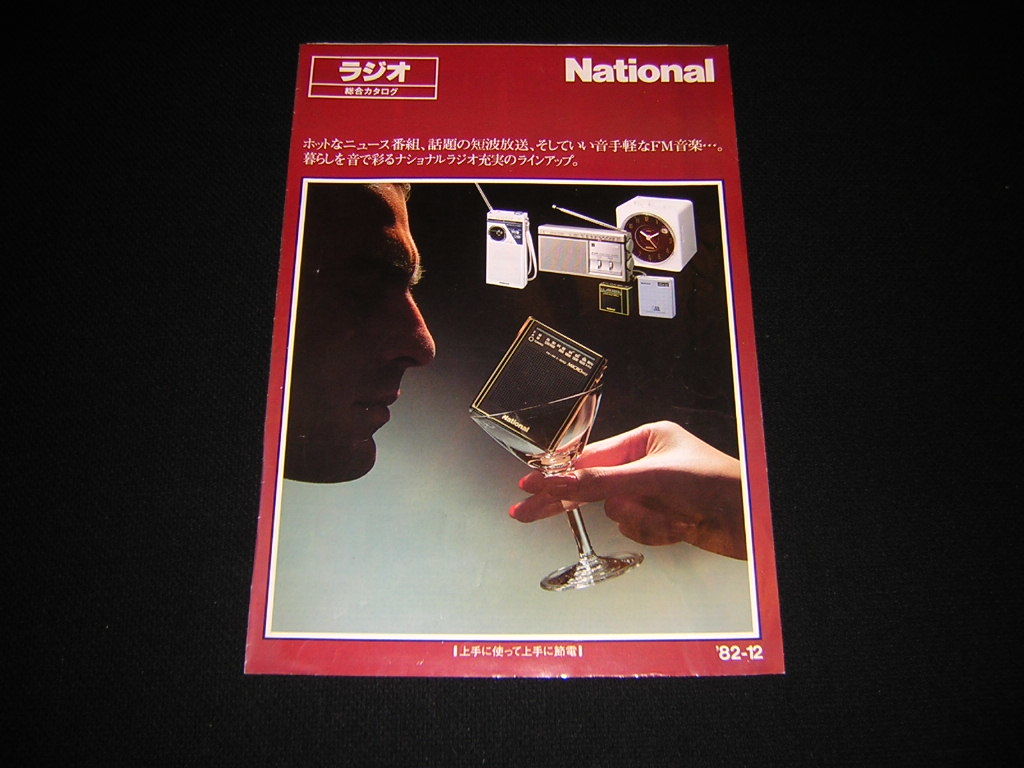 ラジオ
総合カタログ
National
ホットなニュース番組、話題の短波放送、そしていい音手軽なFM音楽…。
暮らしを音で彩るナショナルラジオ充実のラインアップ。
MICRO
National
上手に使って上手に節電
'82-12